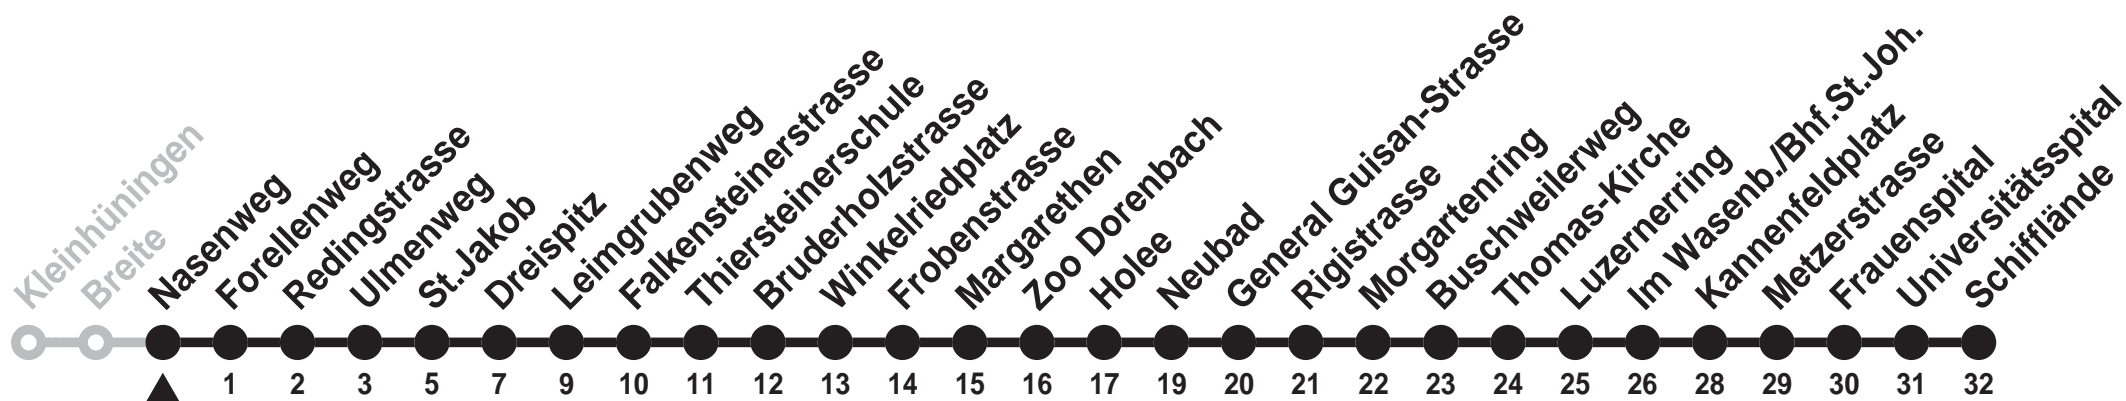 Kleinhüningen
Breite
Nasenweg
Forellenweg
Redingstrasse
Ulmenweg
St.Jakob
Dreispitz
Leimgrubenweg
Falkensteinerstrasse
Thiersteinerschule
Bruderholzstrasse
Winkelriedplatz
Frobenstrasse
Margarethen
Zoo Dorenbach
Holee
Neubad
General Guisan-Strasse
Rigistrasse
Morgartenring
Buschweilerweg
Thomas-Kirche
Luzernerring
Im Wasenb./Bhf.St.Joh.
Kannenfeldplatz
Metzerstrasse
Frauenspital
Universitätsspital
Schifflände
1 2 3 5 7 9 10 11 12 13 14 15 16 17 19 20 21 22 23 24 25 26 28 29 30 31 32